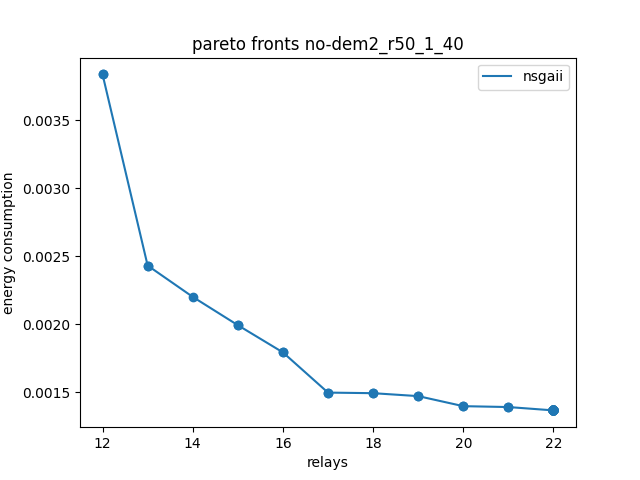 pareto fronts no-dem2_r50_1_40
nsgaii
energy consumption
0.0035
0.0030
0.0025
0.0020
0.0015
12 14 16 18 20 22
relays